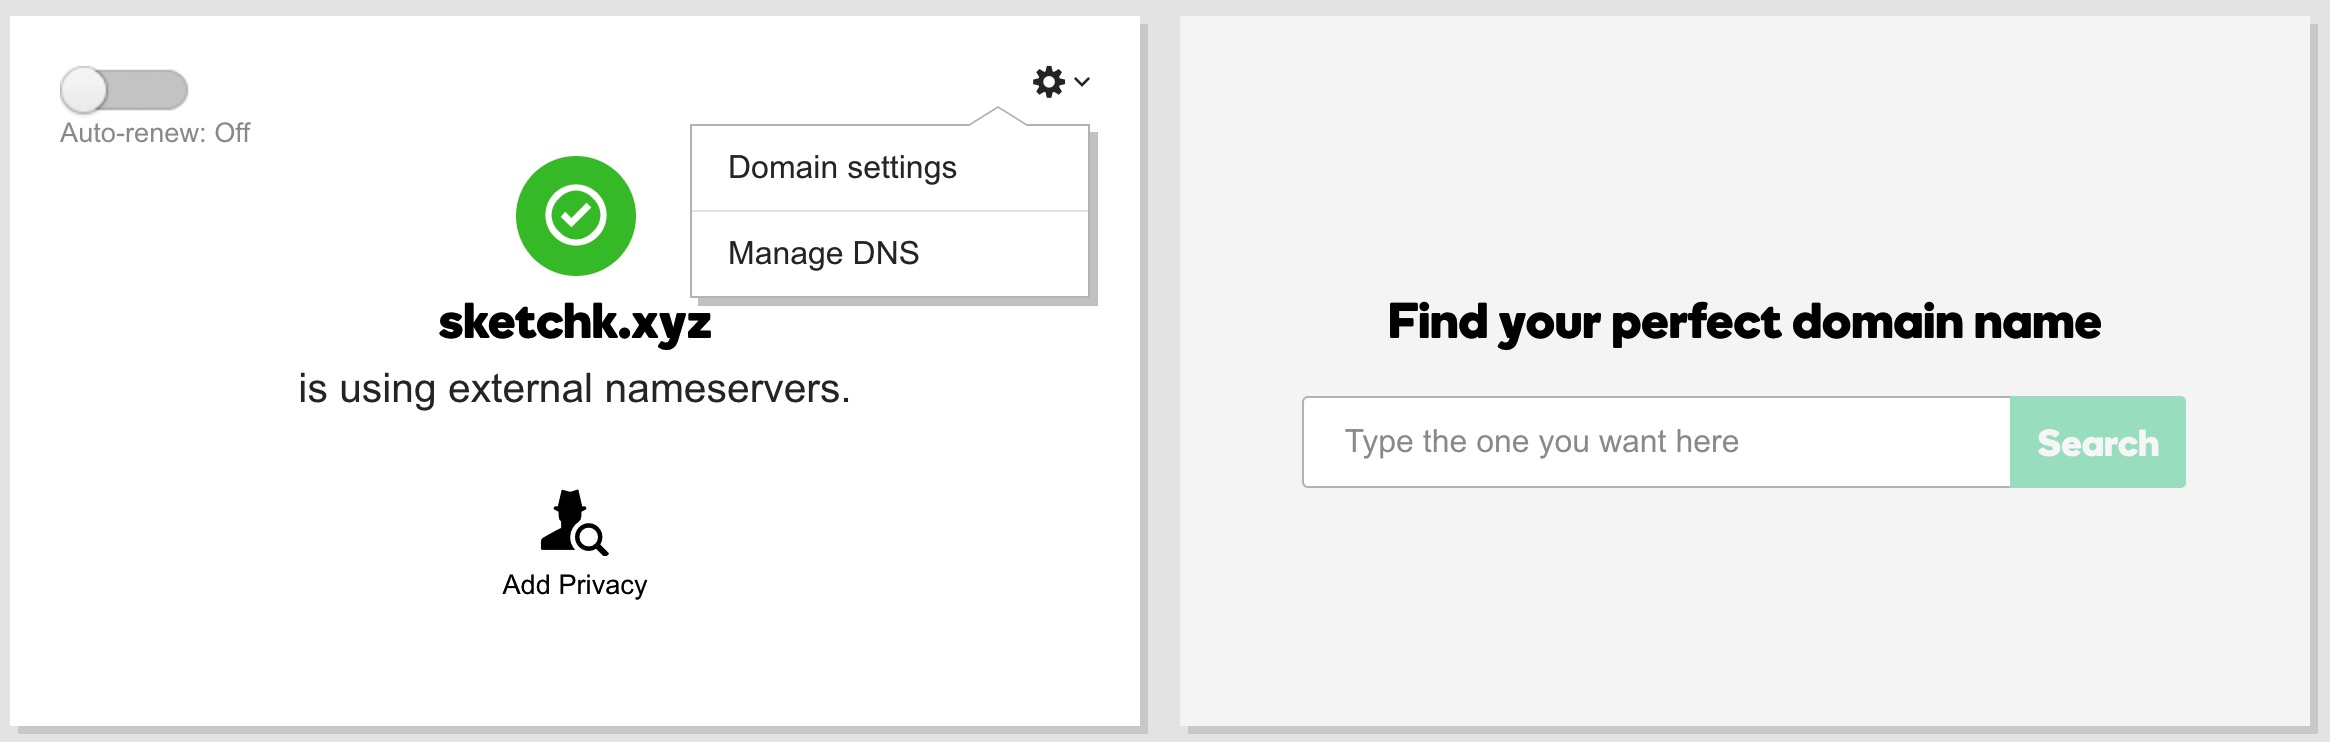 Auto-renew: Off
Domain settings
Manage DNS
sketchk.xyz
is using external nameservers.
Add Privacy
Find your perfect domain name
Type the one you want here
Search